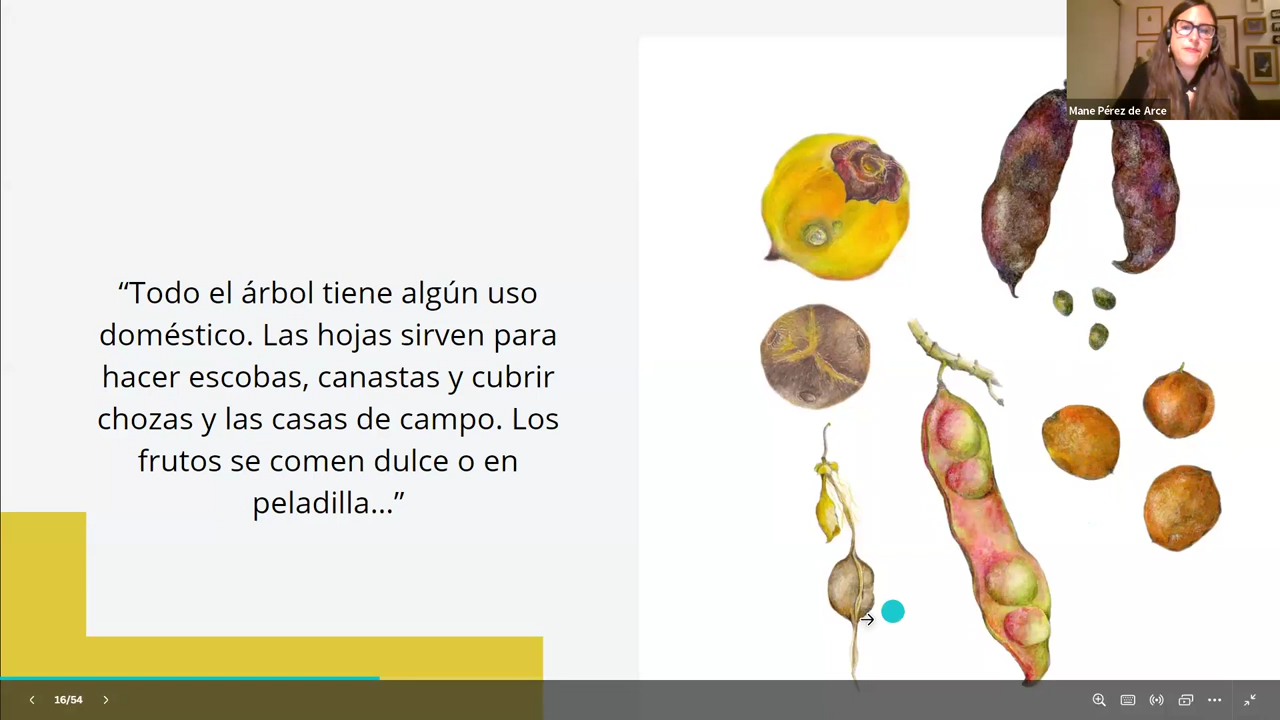 Mane Pérez de Arce
“Todo el árbol tiene algún uso
doméstico. Las hojas sirven para
hacer escobas, canastas y cubrir
chozas y las casas de campo. Los
frutos se comen dulce o en
peladilla...”
16/54